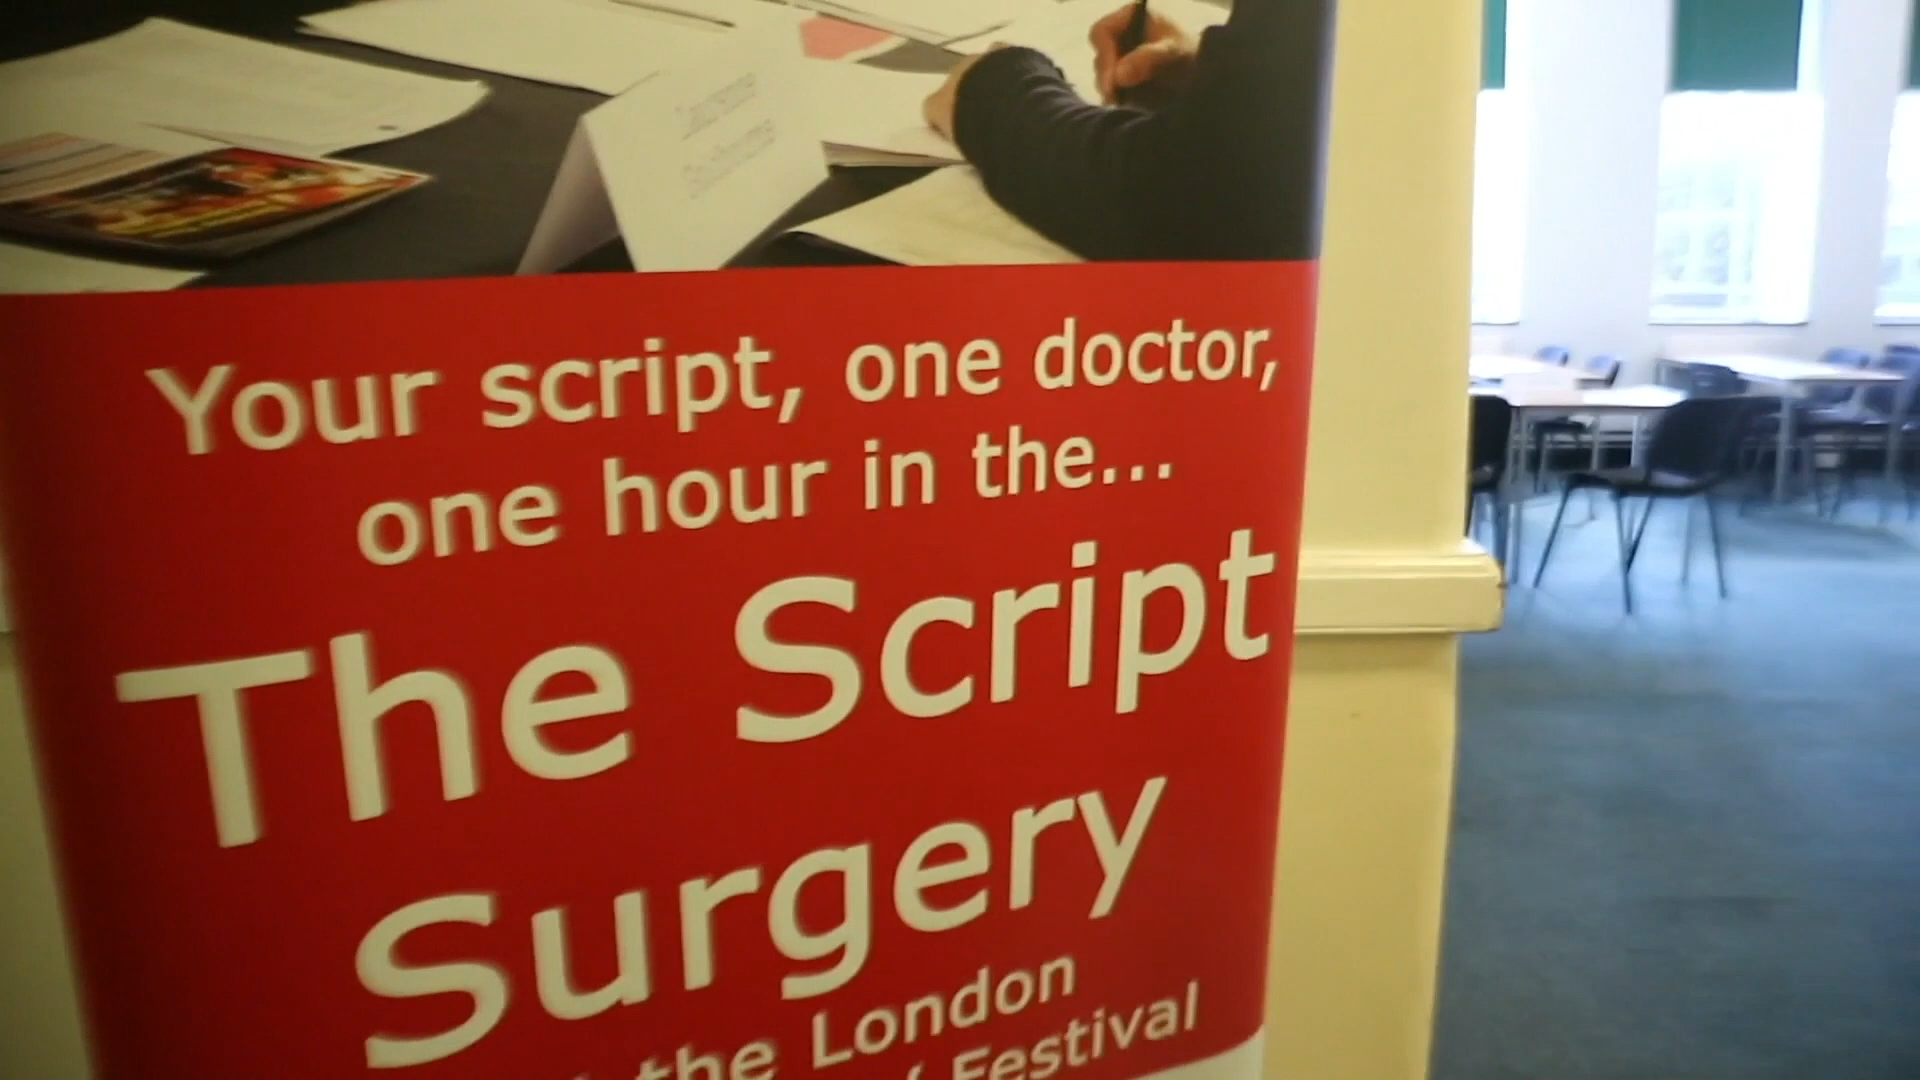 Your script, one doctor,
one hour in the...
The Script
Surgery
the London
Festival